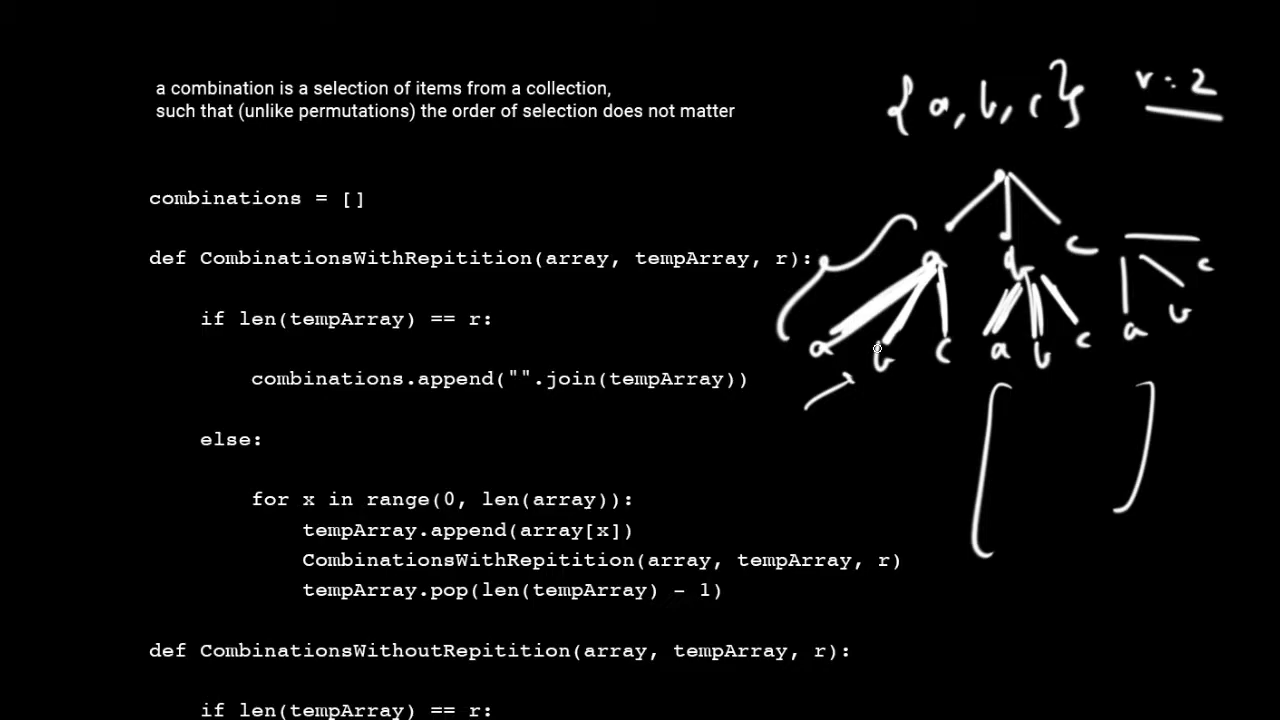 a combination is a selection of items from a collection,
such that (unlike permutations) the order of selection does not matter
{a, b, c} r : 2
combinations = []
def CombinationsWithRepitition(array, tempArray, r):
if len(tempArray) == r:
combinations.append("".join(tempArray))
else:
for x in range(0, len(array)):
tempArray.append(array[x])
CombinationsWithRepitition(array, tempArray, r)
tempArray.pop(len(tempArray) - 1)
def CombinationsWithoutRepitition(array, tempArray, r):
if len(tempArray) == r:
a b c
a b c a b c a b c
[ ]